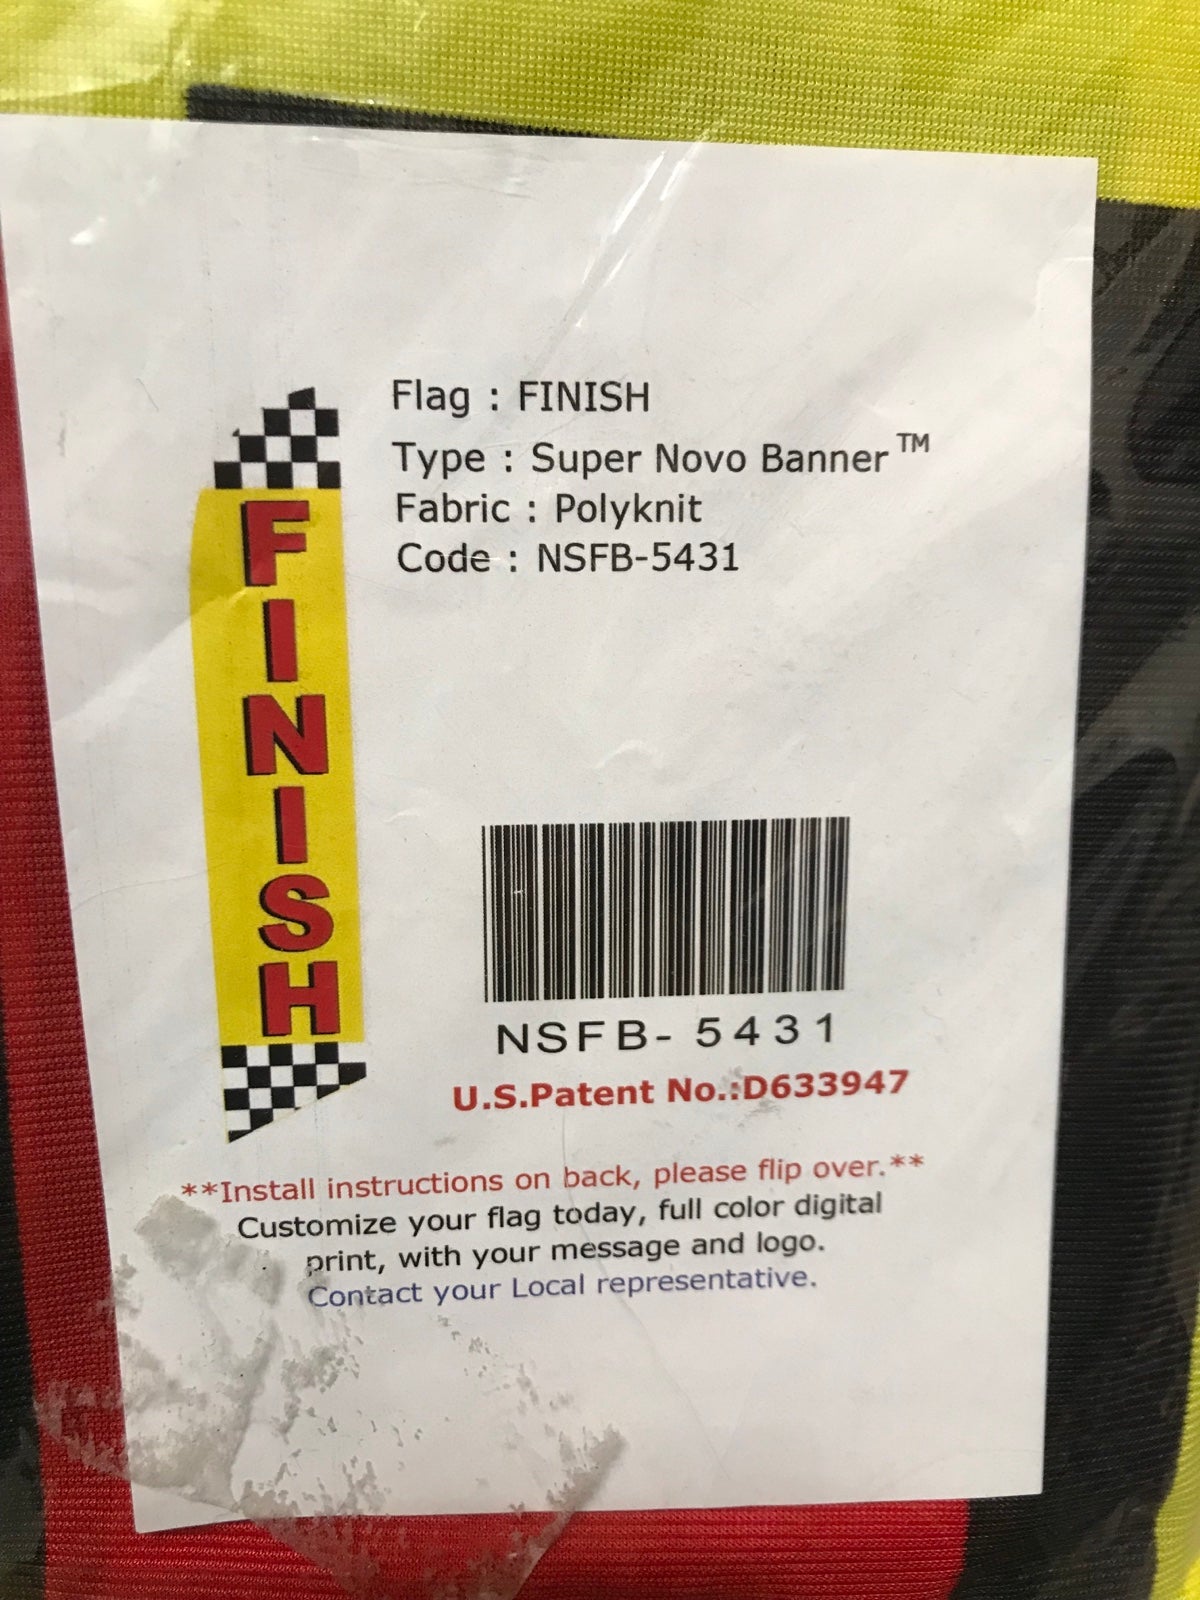 Flag : FINISH
Type : Super Novo Banner™
Fabric : Polyknit
Code : NSFB-5431
FINISH
NSFB- 5431
U.S.Patent No.:D633947
**Install instructions on back, please flip over.**
Customize your flag today, full color digital
print, with your message and logo.
Contact your Local representative.